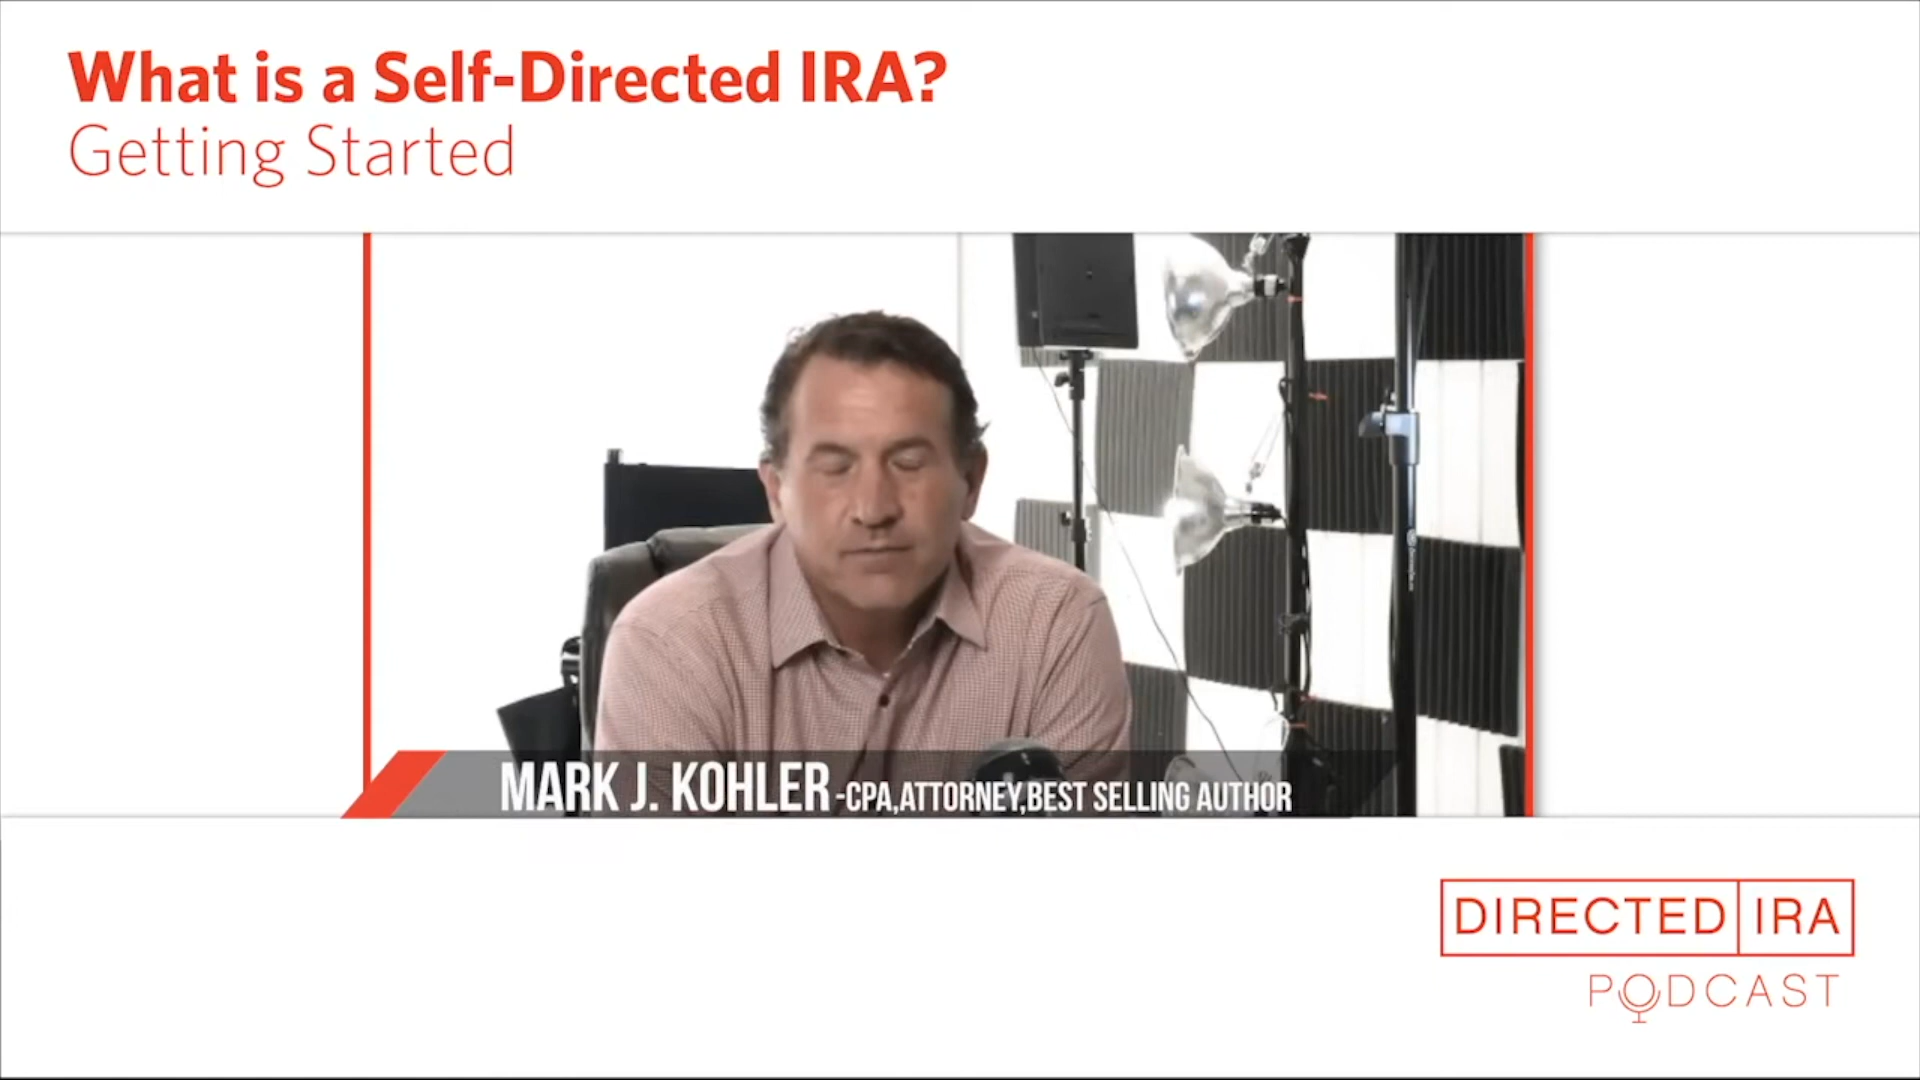 What is a Self-Directed IRA?
Getting Started
MARK J. KOHLER -CPA,ATTORNEY,BEST SELLING AUTHOR
DIRECTED IRA
PODCAST